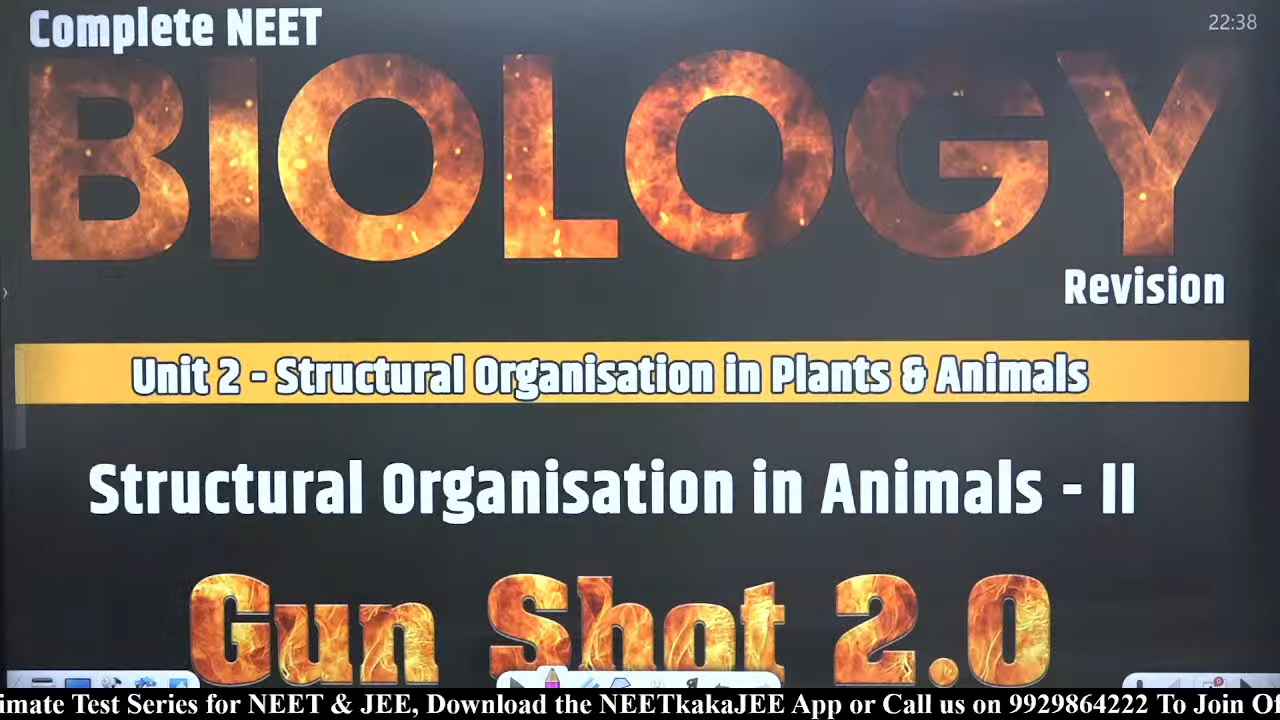 Complete NEET
22:38
BIOLOGY
Revision
Unit 2 - Structural Organisation in Plants & Animals
Structural Organisation in Animals - II
Gun Shot 2.0
Test Series for NEET & JEE, Download the NEETkakaJEE App or Call us on 9929864222 To Join